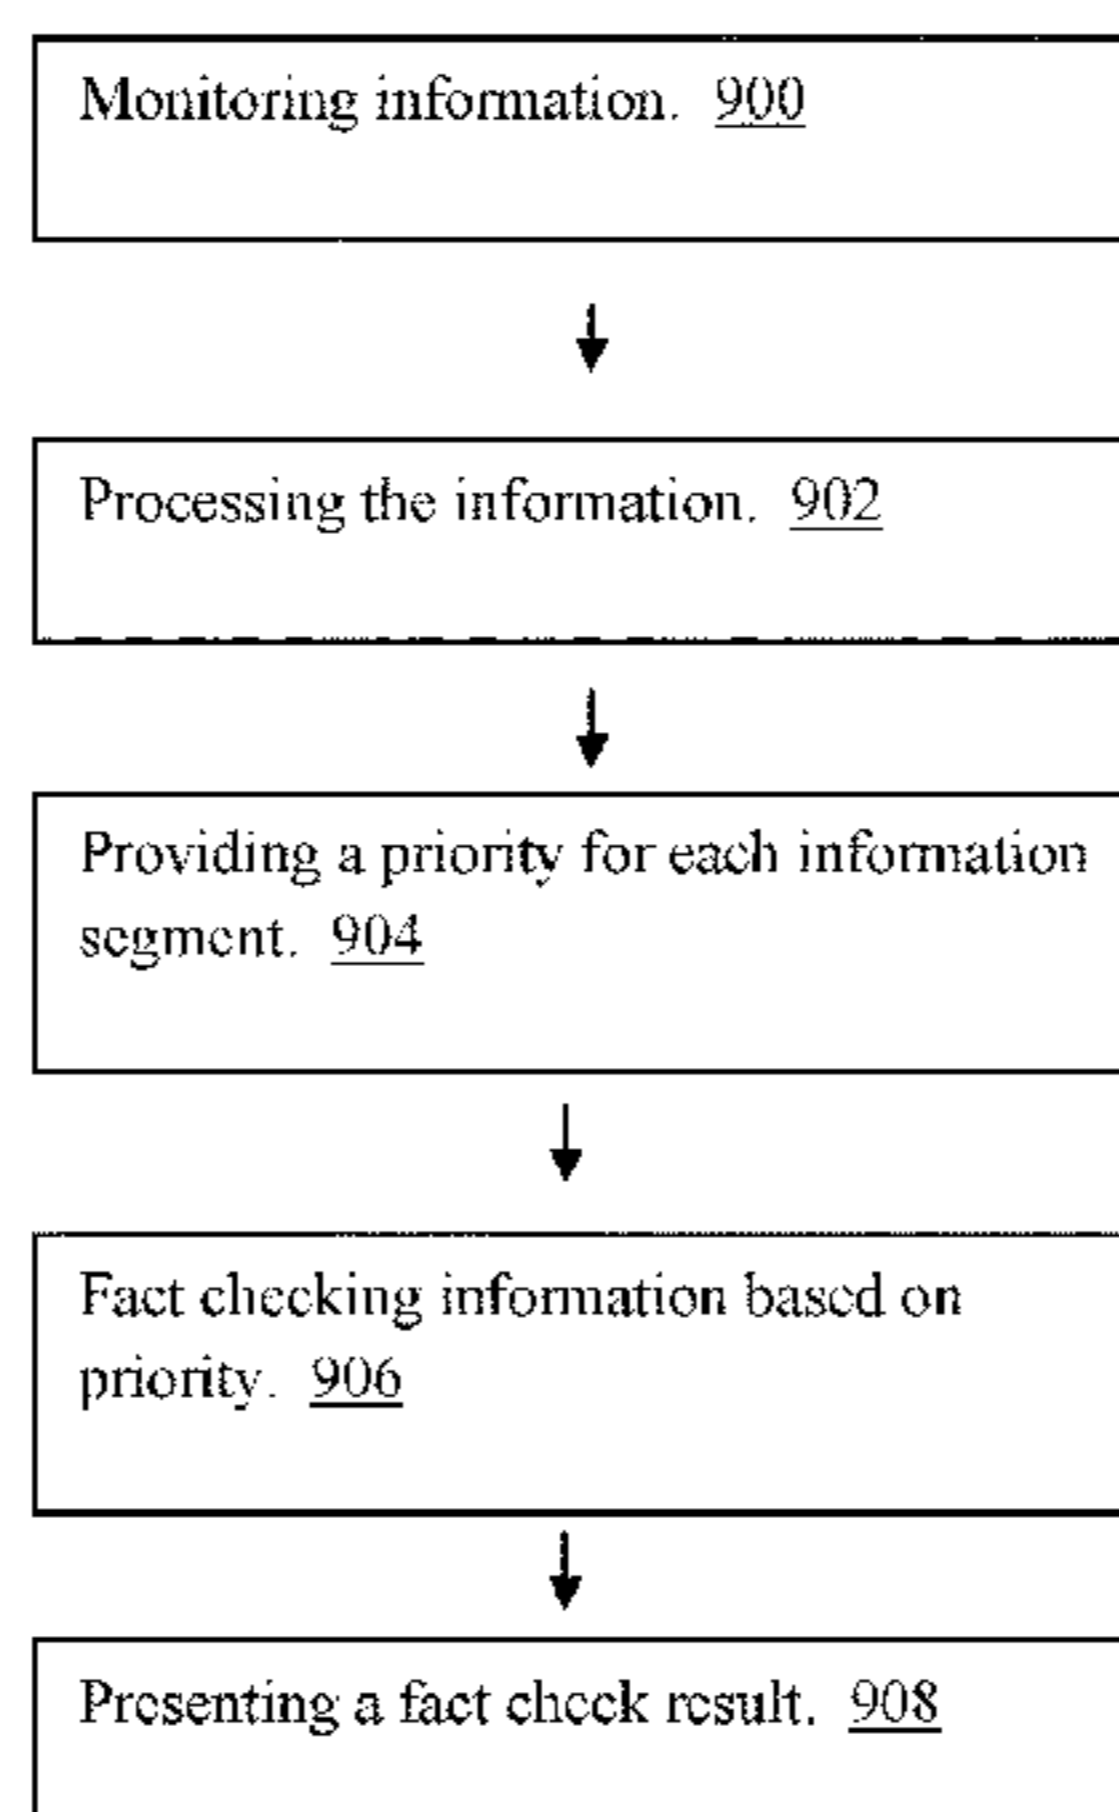 Monitoring information. 900
Processing the information. 902
Providing a priority for each information
segment. 904
Fact checking information based on
priority. 906
Presenting a fact check result. 908